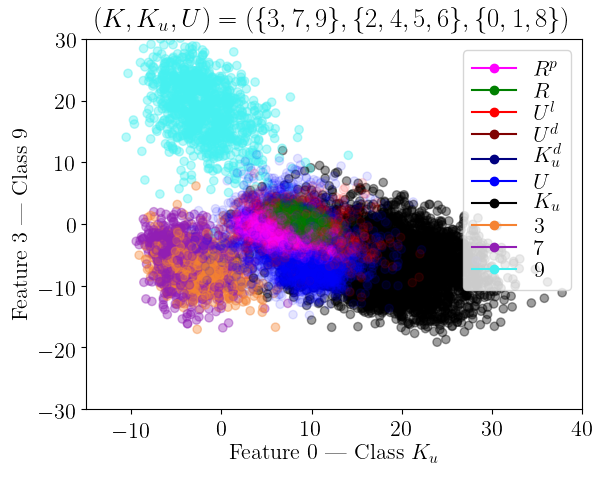 (K, K_u, U) = ({3, 7, 9}, {2, 4, 5, 6}, {0, 1, 8})
30
20
10
0
−10
−20
−30
Feature 3 — Class 9
R^p
R
U^l
U^d
K_u^d
U
K_u
3
7
9
−10
0
10
20
30
40
Feature 0 — Class K_u